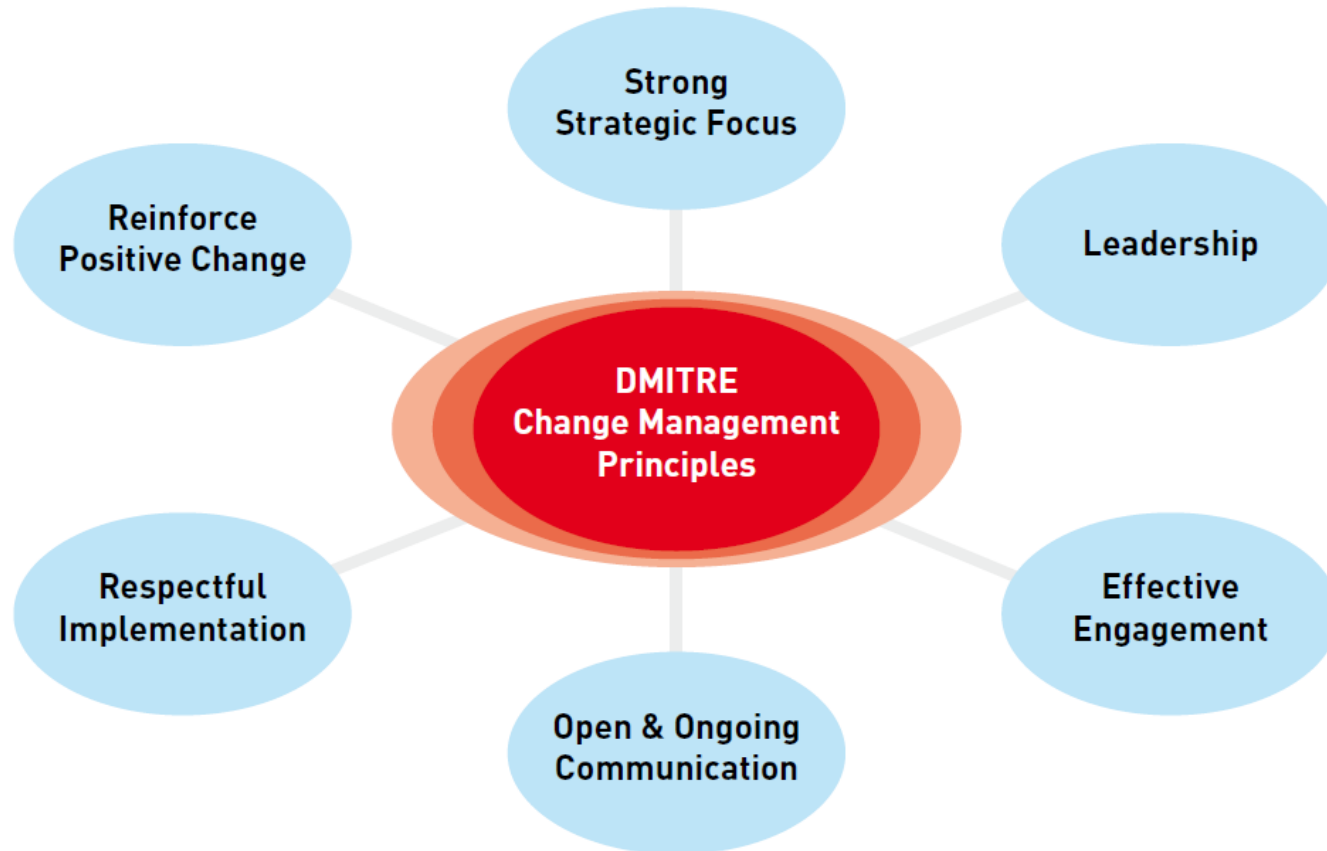 Strong
Strategic Focus
Reinforce
Positive Change
Leadership
DMITRE
Change Management
Principles
Respectful
Implementation
Effective
Engagement
Open & Ongoing
Communication